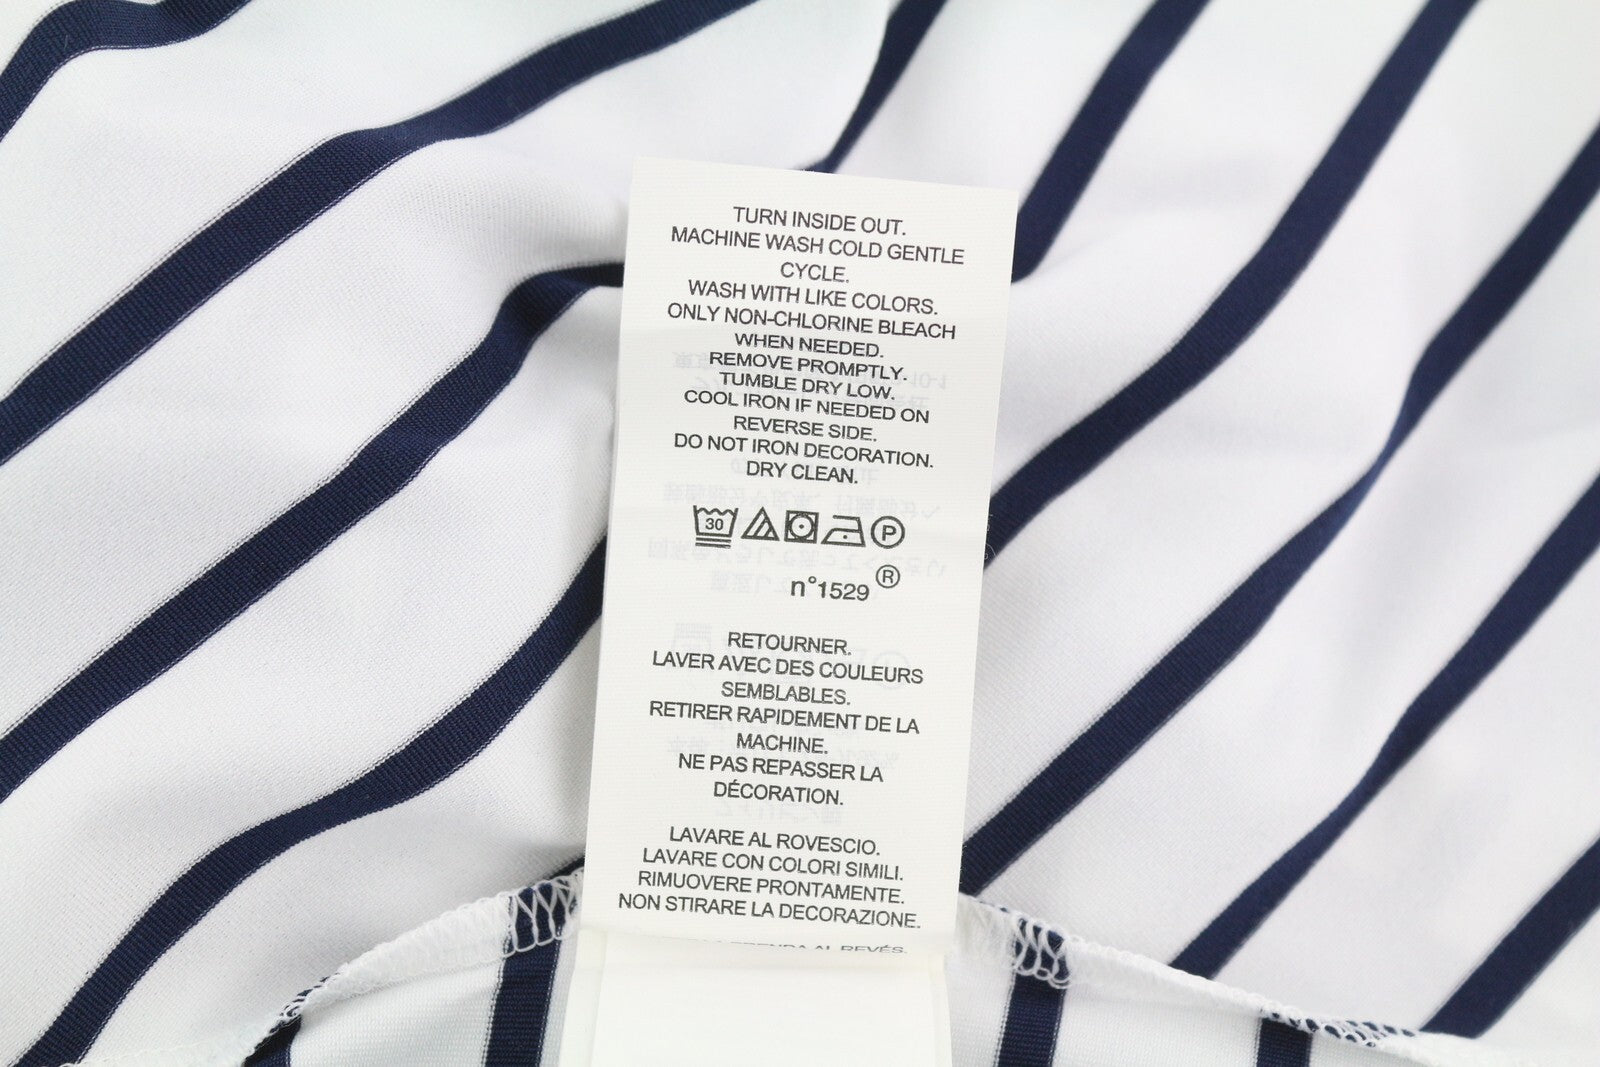 TURN INSIDE OUT.
MACHINE WASH COLD GENTLE
CYCLE.
WASH WITH LIKE COLORS.
ONLY NON-CHLORINE BLEACH
WHEN NEEDED.
REMOVE PROMPTLY.
TUMBLE DRY LOW.
COOL IRON IF NEEDED ON
REVERSE SIDE.
DO NOT IRON DECORATION.
DRY CLEAN.
30 P
n°1529 ®
RETOURNER.
LAVER AVEC DES COULEURS
SEMBLABLES.
RETIRER RAPIDEMENT DE LA
MACHINE.
NE PAS REPASSER LA
DÉCORATION.
LAVARE AL ROVESCIO.
LAVARE CON COLORI SIMILI.
RIMUOVERE PRONTAMENTE.
NON STIRARE LA DECORAZIONE.
AL REVÉS.